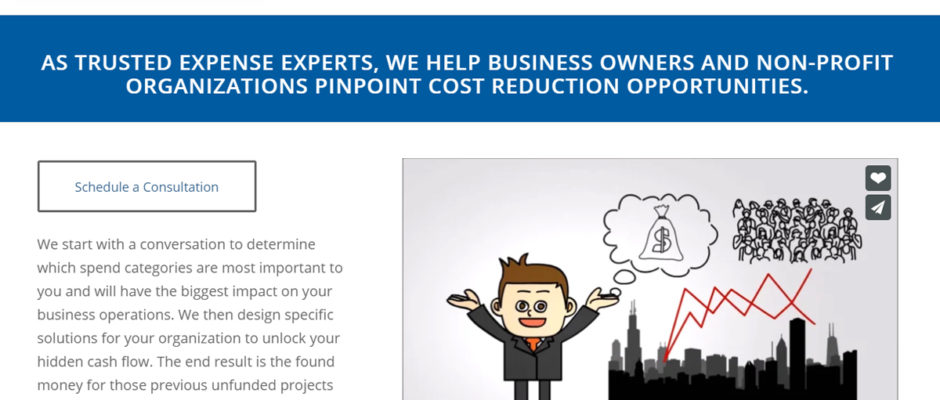 AS TRUSTED EXPENSE EXPERTS, WE HELP BUSINESS OWNERS AND NON-PROFIT
ORGANIZATIONS PINPOINT COST REDUCTION OPPORTUNITIES.
Schedule a Consultation
We start with a conversation to determine
which spend categories are most important to
you and will have the biggest impact on your
business operations. We then design specific
solutions for your organization to unlock your
hidden cash flow. The end result is the found
money for those previous unfunded projects
$